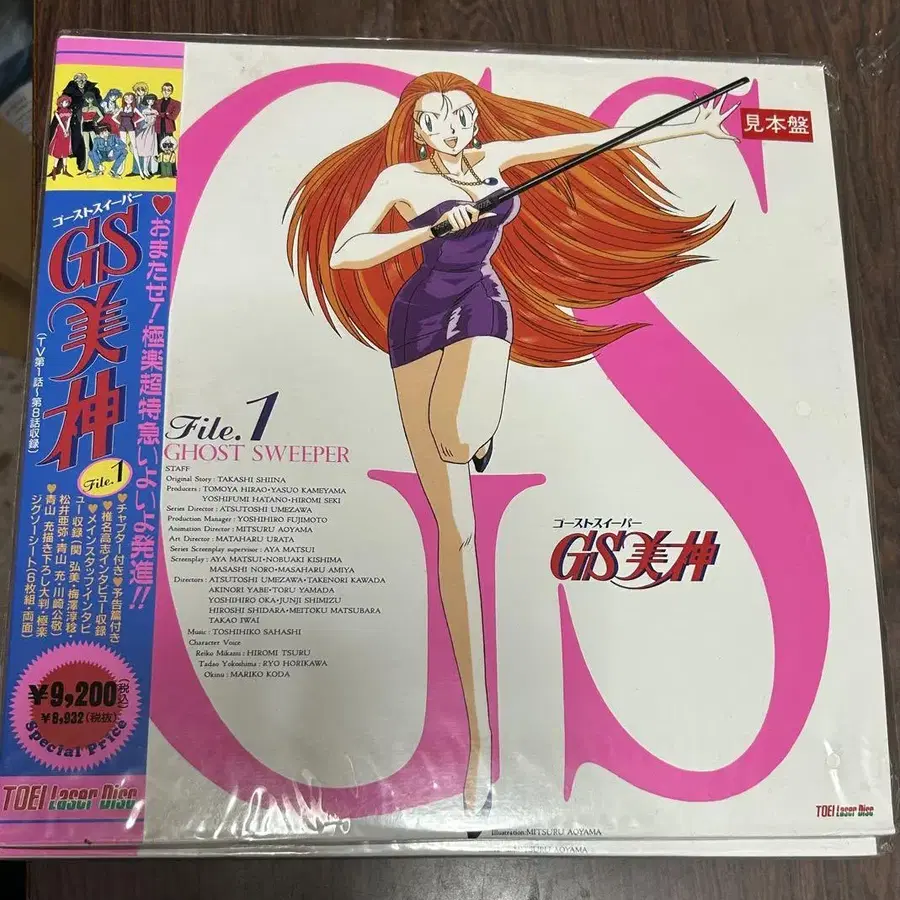 ゴーストスイーパー
GS美神
(TV第1話~第8話収録)
File.1
♥おまたせ!極楽超特急いよいよ発進!!
♥チャプター付き♥予告篇付き
♥椎名高志インタビュー収録
♥メインスタッフインタビ
ュー収録(関 弘美・梅澤淳稔・
松井亜弥・青山 充・川崎公敬)
♥青山 充描き下ろし大判・極楽
ジグソーシート(6枚組・両面)
¥9,200(税込)
¥8,932(税抜)
Special Price
TOEI Laser Disc
GS
見本盤
File.1
GHOST SWEEPER
STAFF
Original Story : TAKASHI SHIINA
Producers : TOMOYA HIRAO・YASUO KAMEYAMA
YOSHIFUMI HATANO・HIROMI SEKI
Series Director : ATSUTOSHI UMEZAWA
Production Manager : YOSHIHIRO FUJIMOTO
Animation Director : MITSURU AOYAMA
Art Director : MATAHARU URATA
Series Screenplay supervisor : AYA MATSUI
Screenplay : AYA MATSUI・NOBUAKI KISHIMA
MASASHI NORO・MASAHARU AMIYA
Directors : ATSUTOSHI UMEZAWA・TAKENORI KAWADA
AKINORI YABE・TORU YAMADA
YOSHIHIRO OKA・JUNJI SHIMIZU
HIROSHI SHIDARA・MEITOKU MATSUBARA
TAKAO IWAI
Music : TOSHIHIKO SAHASHI
Character Voice
Reiko Mikami : HIROMI TSURU
Tadao Yokoshima : RYO HORIKAWA
Okinu : MARIKO KODA
ゴーストスイーパー
GS美神
TOEI Laser Disc
Illustration:MITSURU AOYAMA
AOYAMA